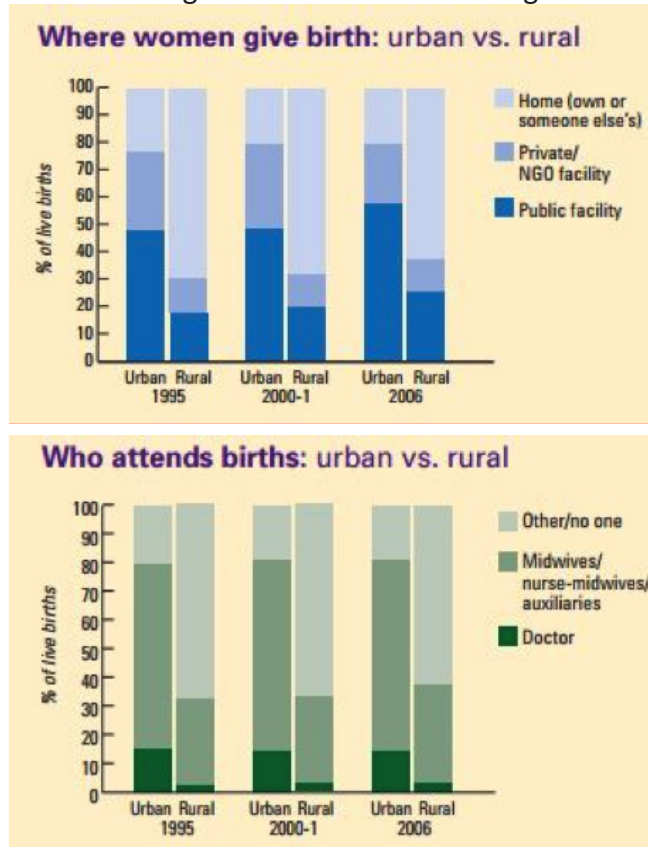 Where women give birth: urban vs. rural
100
90
80
70
60
50
40
30
20
10
0
% of live births
Home (own or
someone else's)
Private/
NGO facility
Public facility
Urban Rural Urban Rural Urban Rural
1995 2000-1 2006
Who attends births: urban vs. rural
100
90
80
70
60
50
40
30
20
10
0
% of live births
Other/no one
Midwives/
nurse-midwives/
auxiliaries
Doctor
Urban Rural Urban Rural Urban Rural
1995 2000-1 2006